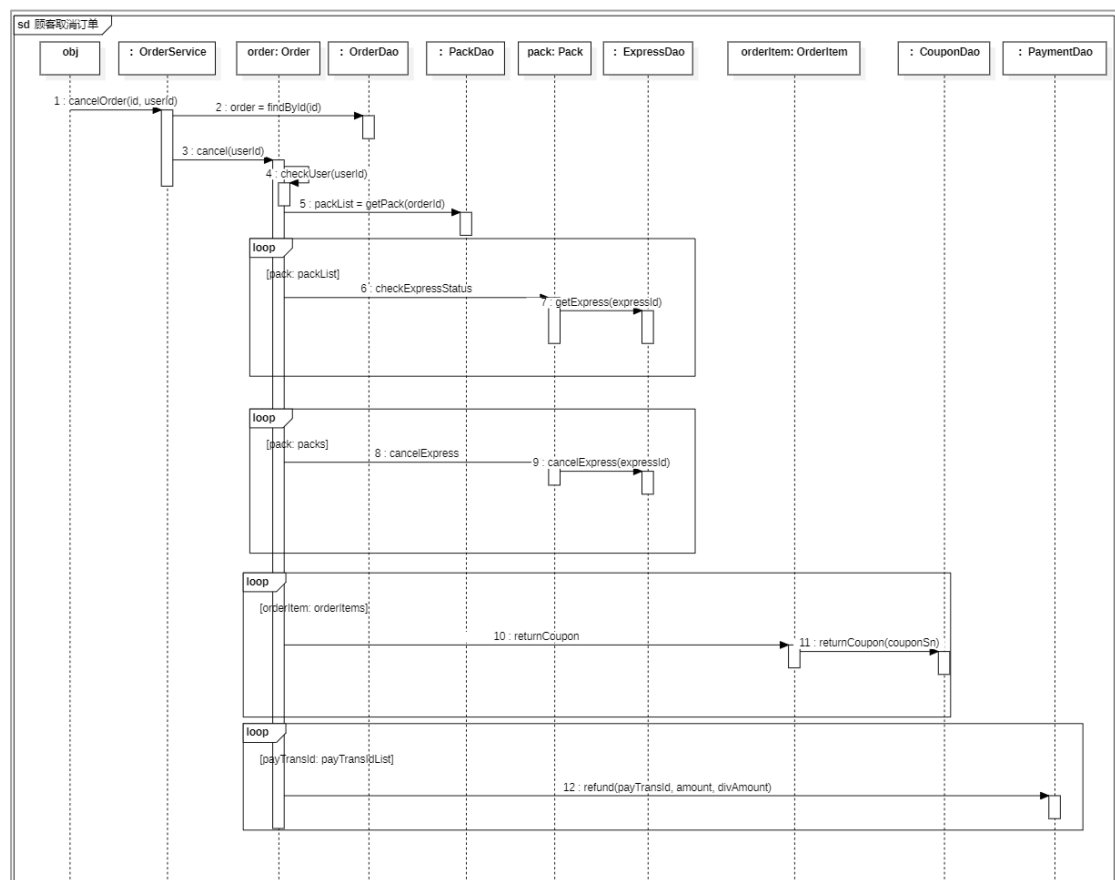 sd 顾客取消订单
obj
: OrderService
order: Order
: OrderDao
: PackDao
pack: Pack
: ExpressDao
orderItem: OrderItem
: CouponDao
: PaymentDao
1 : cancelOrder(id, userId)
2 : order = findById(id)
3 : cancel(userId)
4 : checkUser(userId)
5 : packList = getPack(orderId)
loop
[pack: packList]
6 : checkExpressStatus
7 : getExpress(expressId)
loop
[pack: packs]
8 : cancelExpress
9 : cancelExpress(expressId)
loop
[orderItem: orderItems]
10 : returnCoupon
11 : returnCoupon(couponSn)
loop
[payTransId: payTransIdList]
12 : refund(payTransId, amount, divAmount)